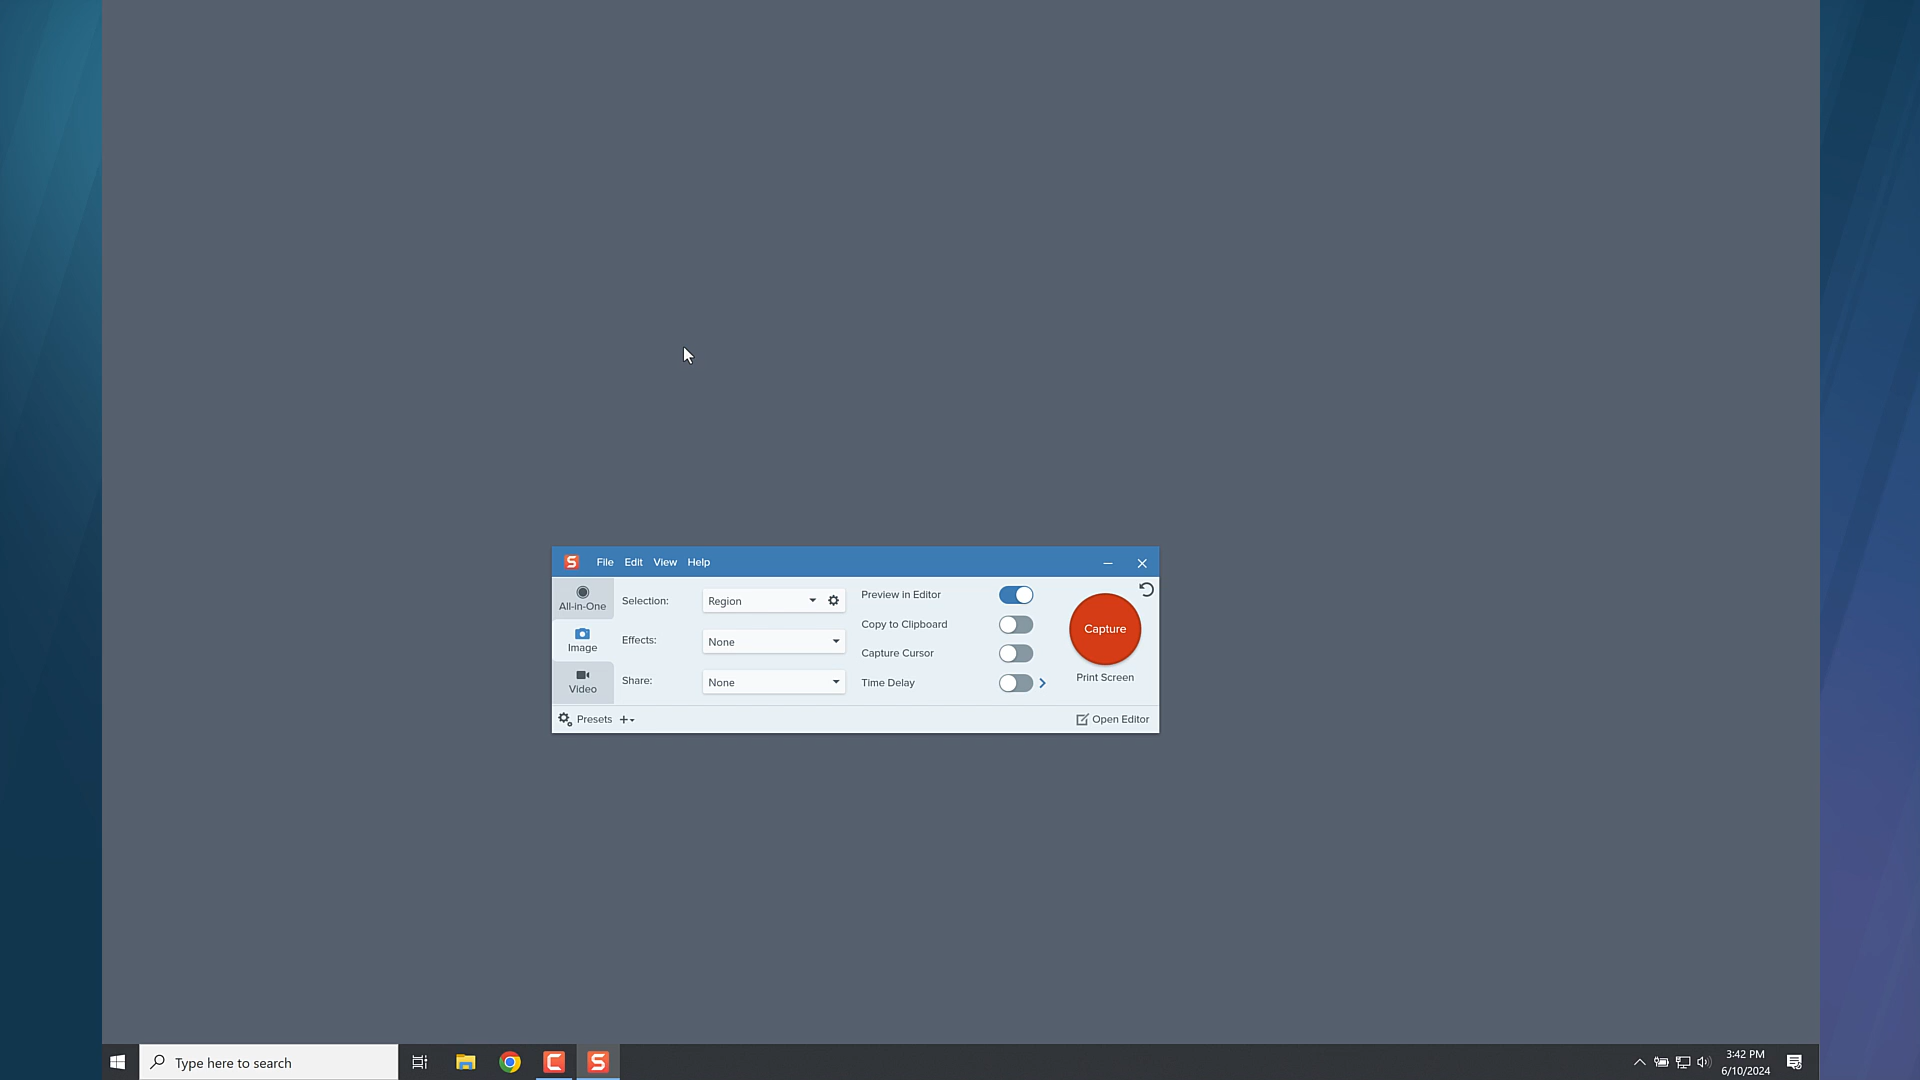 File Edit View Help
All-in-One
Image
Video
Selection: Region
Effects: None
Share: None
Preview in Editor
Copy to Clipboard
Capture Cursor
Time Delay
Capture
Print Screen
Presets
Open Editor
Type here to search
3:42 PM
6/10/2024